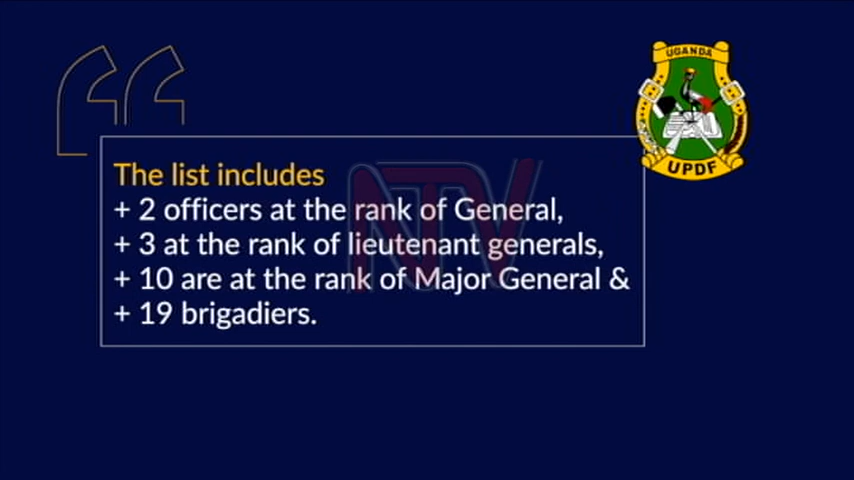 UGANDA
UPDF
The list includes
+ 2 officers at the rank of General,
+ 3 at the rank of lieutenant generals,
+ 10 are at the rank of Major General &
+ 19 brigadiers.
NTV